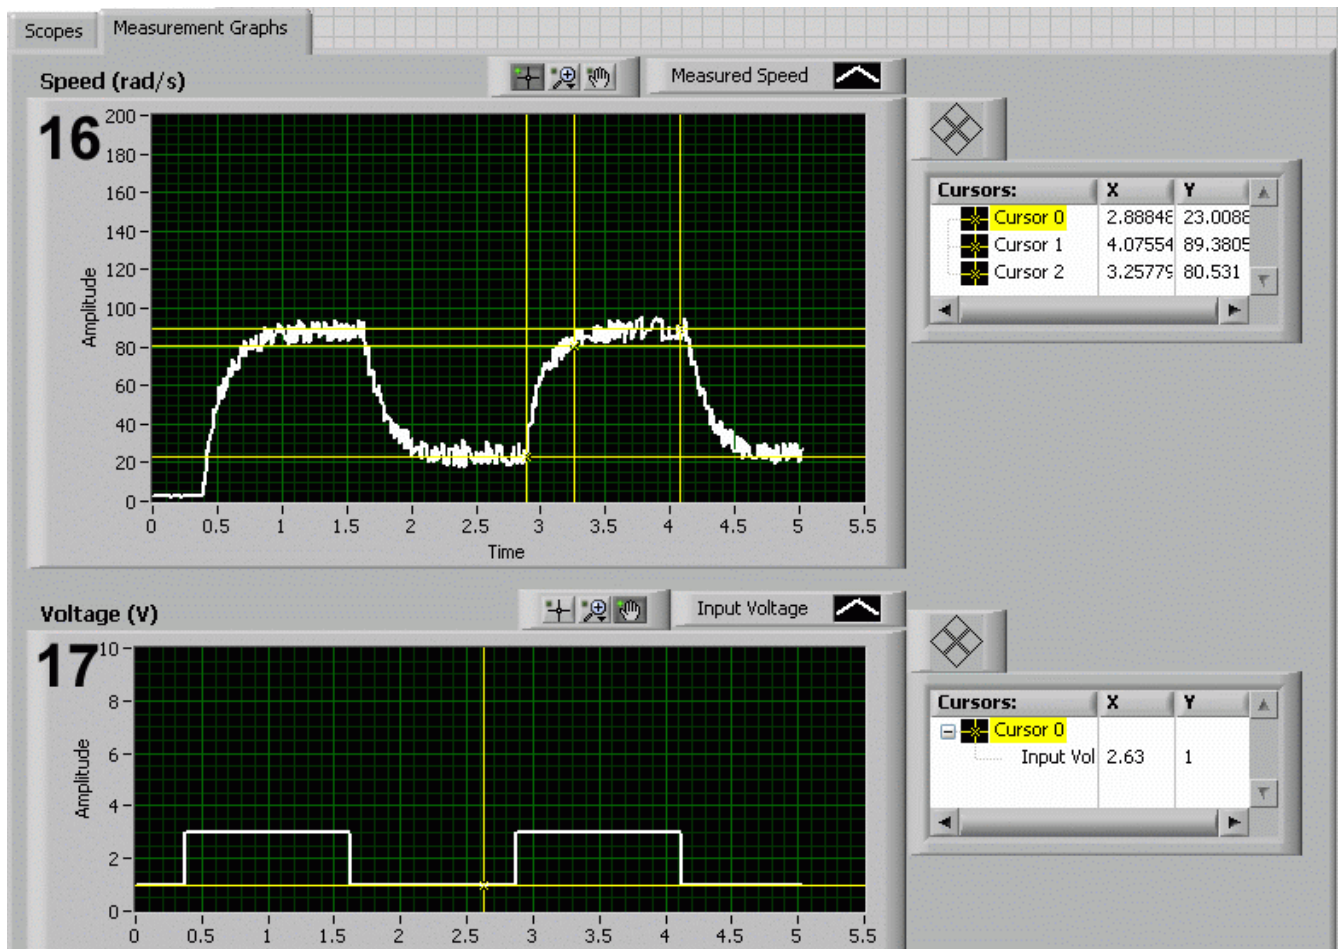 Scopes
Measurement Graphs
Speed (rad/s)
Measured Speed
16
200
180
160
140
120
100
80
60
40
20
0
Amplitude
0 0.5 1 1.5 2 2.5 3 3.5 4 4.5 5 5.5
Time
Cursors: X Y
Cursor 0 2.88848 23.0088
Cursor 1 4.07554 89.3805
Cursor 2 3.25779 80.531
Voltage (V)
Input Voltage
17
10
8
6
4
2
0
Amplitude
0 0.5 1 1.5 2 2.5 3 3.5 4 4.5 5 5.5
Cursors: X Y
Cursor 0
Input Vol 2.63 1